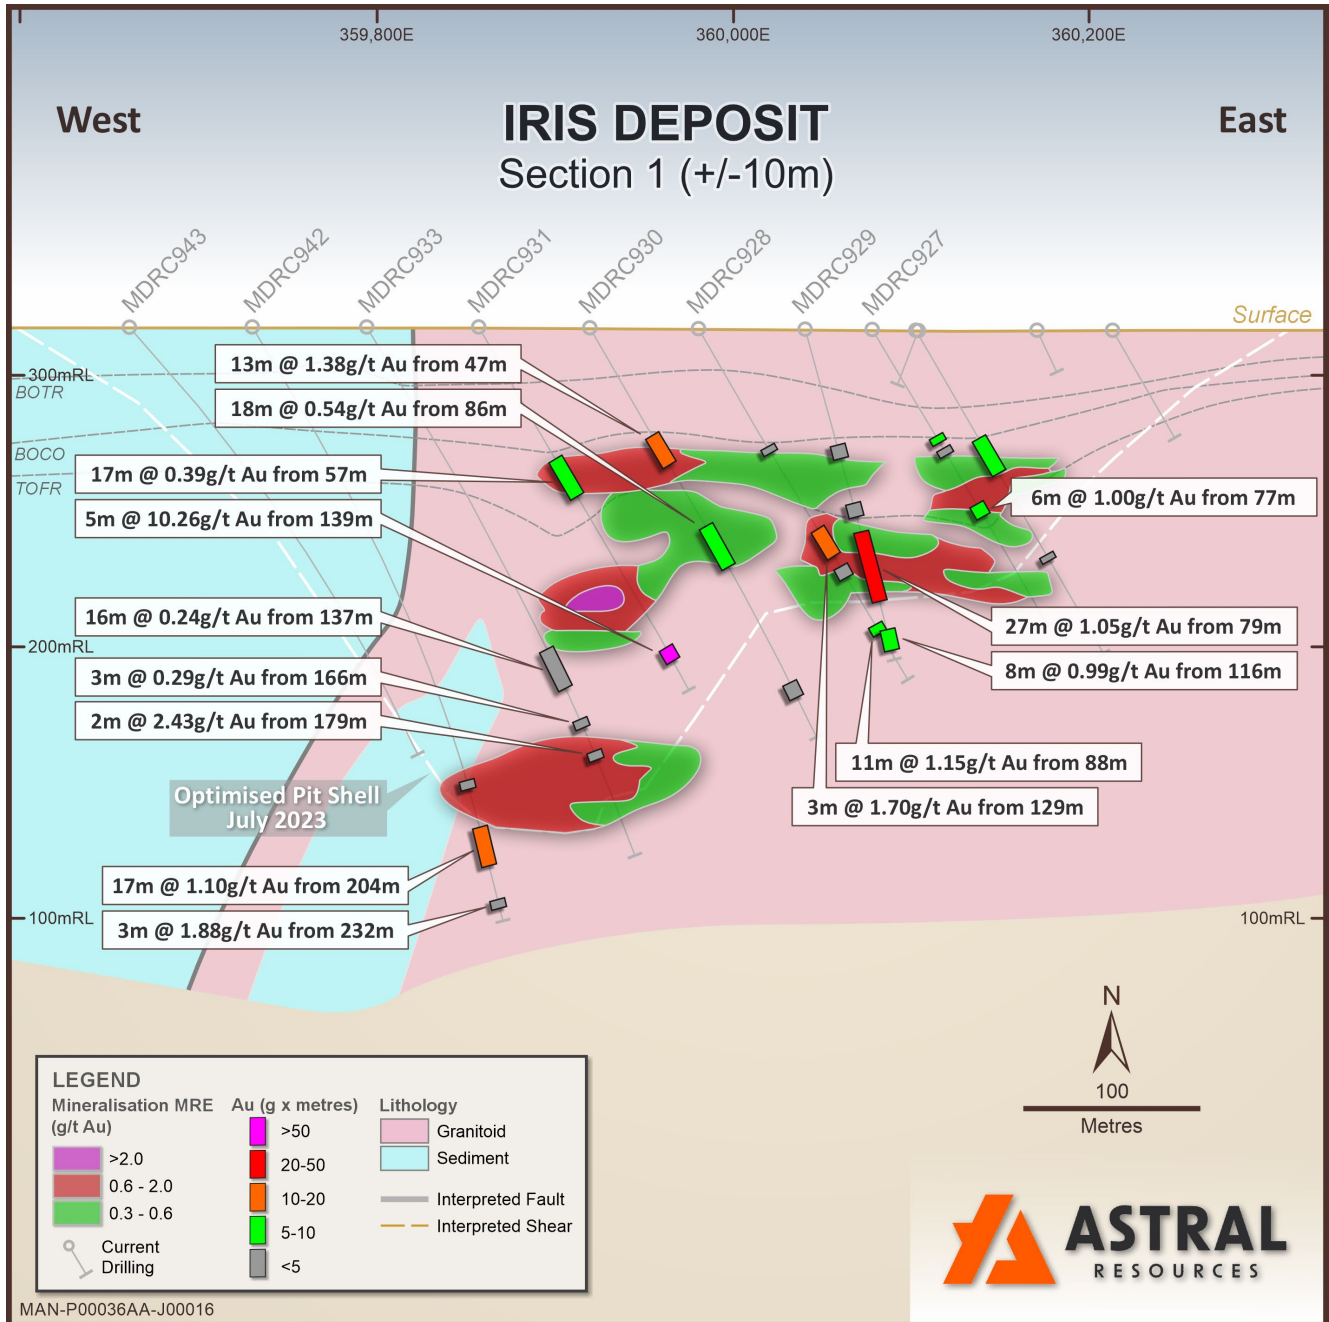 359,800E
360,000E
360,200E
West
IRIS DEPOSIT
East
Section 1 (+/-10m)
MDRC943
MDRC942
MDRC933
MDRC931
MDRC930
MDRC928
MDRC929
MDRC927
Surface
13m @ 1.38g/t Au from 47m
300mRL
BOTR
18m @ 0.54g/t Au from 86m
BOCO
17m @ 0.39g/t Au from 57m
TOFR
6m @ 1.00g/t Au from 77m
5m @ 10.26g/t Au from 139m
16m @ 0.24g/t Au from 137m
27m @ 1.05g/t Au from 79m
200mRL
3m @ 0.29g/t Au from 166m
8m @ 0.99g/t Au from 116m
2m @ 2.43g/t Au from 179m
11m @ 1.15g/t Au from 88m
Optimised Pit Shell
July 2023
3m @ 1.70g/t Au from 129m
17m @ 1.10g/t Au from 204m
100mRL
100mRL
3m @ 1.88g/t Au from 232m
N
100
Metres
LEGEND
Mineralisation MRE
(g/t Au)
>2.0
0.6 - 2.0
0.3 - 0.6
Current
Drilling
Au (g x metres)
>50
20-50
10-20
5-10
<5
Lithology
Granitoid
Sediment
Interpreted Fault
Interpreted Shear
ASTRAL
RESOURCES
MAN-P00036AA-J00016